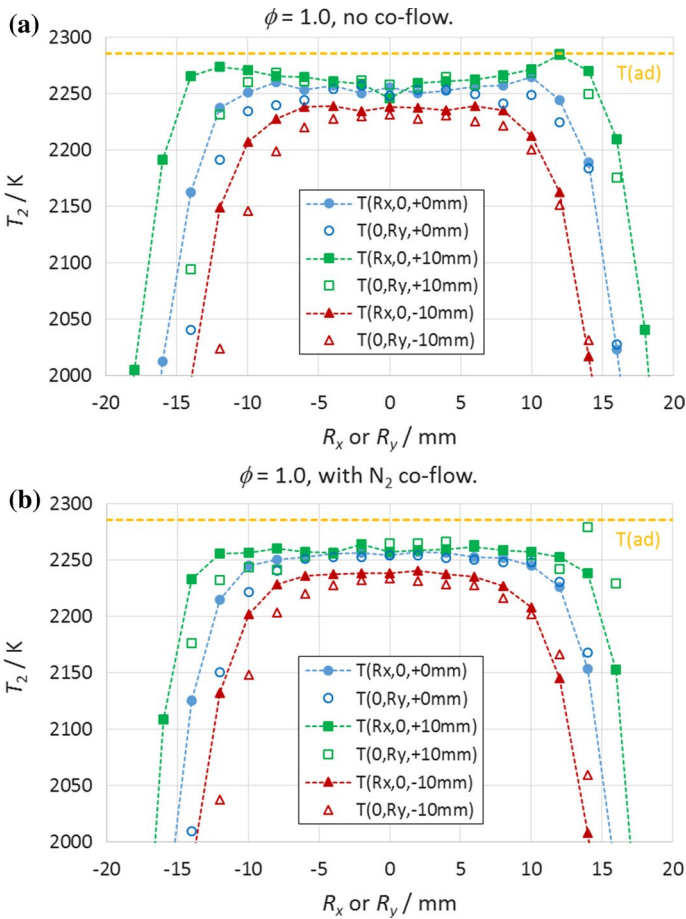 (a)
ϕ = 1.0, no co-flow.
2300
2250
2200
2150
2100
2050
2000
T₂ / K
T(ad)
T(Rx,0,+0mm)
T(0,Ry,+0mm)
T(Rx,0,+10mm)
T(0,Ry,+10mm)
T(Rx,0,-10mm)
T(0,Ry,-10mm)
-20 -15 -10 -5 0 5 10 15 20
Rₓ or Rᵧ / mm
(b)
ϕ = 1.0, with N₂ co-flow.
2300
2250
2200
2150
2100
2050
2000
T₂ / K
T(ad)
T(Rx,0,+0mm)
T(0,Ry,+0mm)
T(Rx,0,+10mm)
T(0,Ry,+10mm)
T(Rx,0,-10mm)
T(0,Ry,-10mm)
-20 -15 -10 -5 0 5 10 15 20
Rₓ or Rᵧ / mm